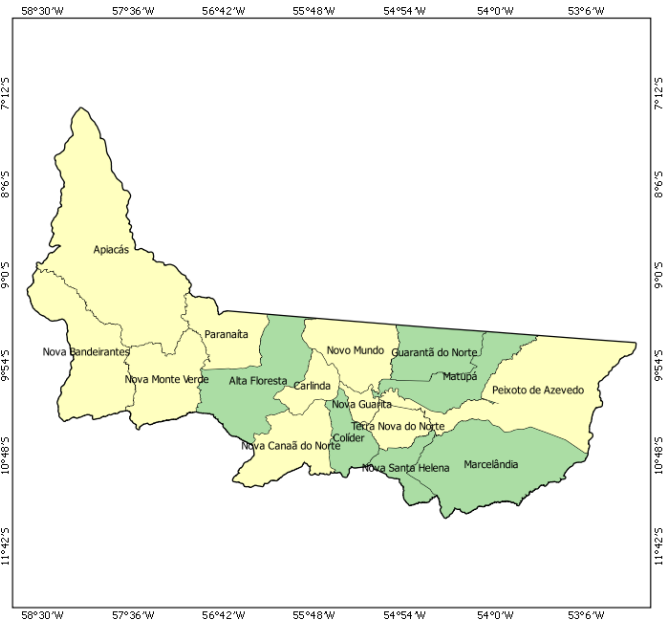 58°30'W 57°36'W 56°42'W 55°48'W 54°54'W 54°0'W 53°6'W
7°12'S 7°12'S
8°6'S 8°6'S
Apiacás
9°0'S 9°0'S
Paranaíta
Nova Bandeirantes Novo Mundo Guarantã do Norte
9°54'S 9°54'S
Nova Monte Verde Alta Floresta Matupá
Carlinda Peixoto de Azevedo
Nova Guarita
Terra Nova do Norte
Nova Canaã do Norte Colíder
10°48'S 10°48'S
Nova Santa Helena Marcelândia
11°42'S 11°42'S
58°30'W 57°36'W 56°42'W 55°48'W 54°54'W 54°0'W 53°6'W